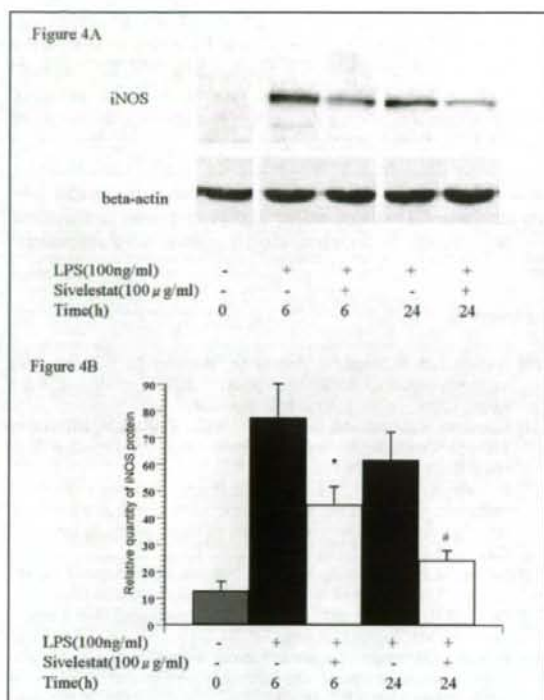 Figure 4A
iNOS
beta-actin
LPS(100ng/ml) - + + + +
Sivelestat(100μg/ml) - - + - +
Time(h) 0 6 6 24 24
Figure 4B
Relative quantity of iNOS protein
90
80
70
60
50
40
30
20
10
0
*
#
LPS(100ng/ml) - + + + +
Sivelestat(100μg/ml) - - + - +
Time(h) 0 6 6 24 24